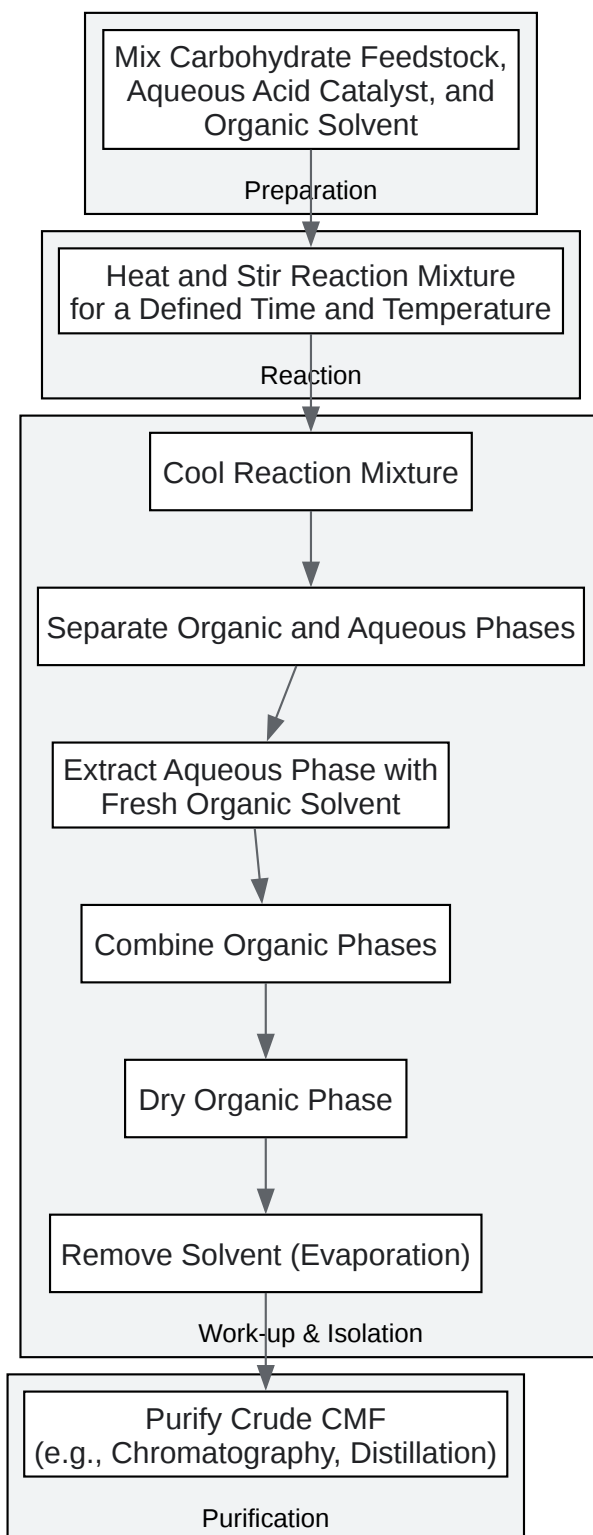 Mix Carbohydrate Feedstock,
Aqueous Acid Catalyst, and
Organic Solvent
Preparation
Heat and Stir Reaction Mixture
for a Defined Time and Temperature
Reaction
Cool Reaction Mixture
Separate Organic and Aqueous Phases
Extract Aqueous Phase with
Fresh Organic Solvent
Combine Organic Phases
Dry Organic Phase
Remove Solvent (Evaporation)
Work-up & Isolation
Purify Crude CMF
(e.g., Chromatography, Distillation)
Purification